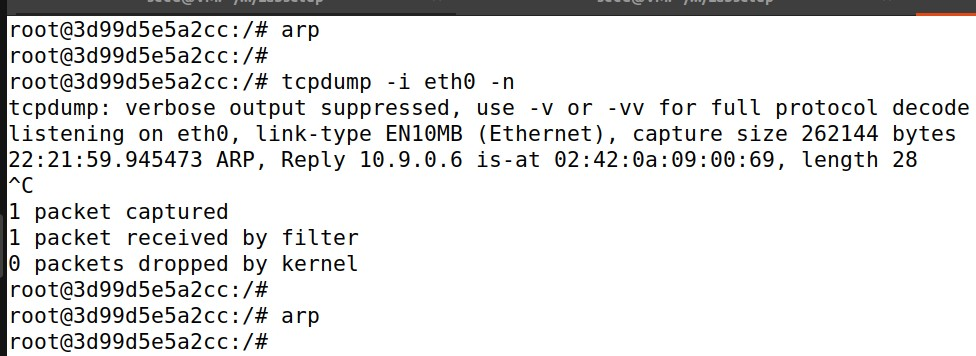 root@3d99d5e5a2cc:/# arp
root@3d99d5e5a2cc:/#
root@3d99d5e5a2cc:/# tcpdump -i eth0 -n
tcpdump: verbose output suppressed, use -v or -vv for full protocol decode
listening on eth0, link-type EN10MB (Ethernet), capture size 262144 bytes
22:21:59.945473 ARP, Reply 10.9.0.6 is-at 02:42:0a:09:00:69, length 28
^C
1 packet captured
1 packet received by filter
0 packets dropped by kernel
root@3d99d5e5a2cc:/#
root@3d99d5e5a2cc:/# arp
root@3d99d5e5a2cc:/#